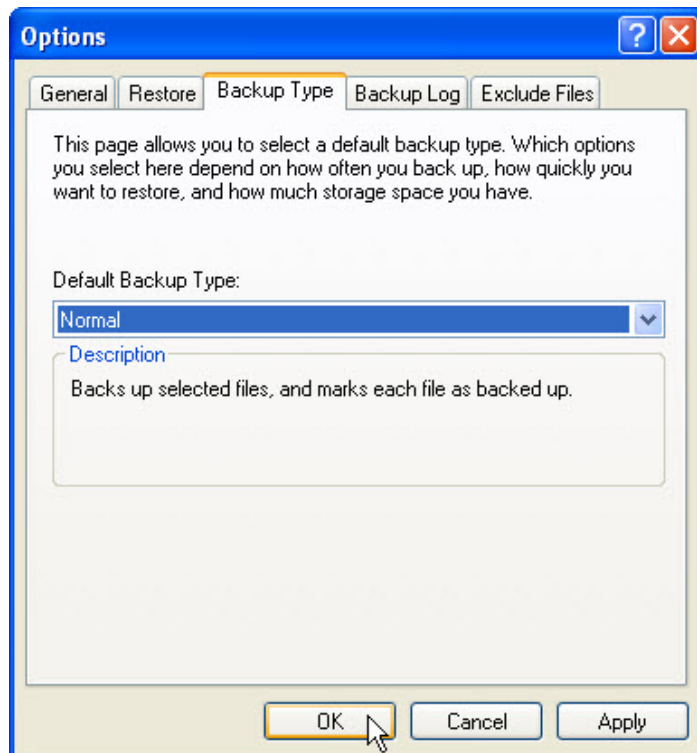 Options
General Restore Backup Type Backup Log Exclude Files
This page allows you to select a default backup type. Which options
you select here depend on how often you back up, how quickly you
want to restore, and how much storage space you have.
Default Backup Type:
Normal
Description
Backs up selected files, and marks each file as backed up.
OK Cancel Apply